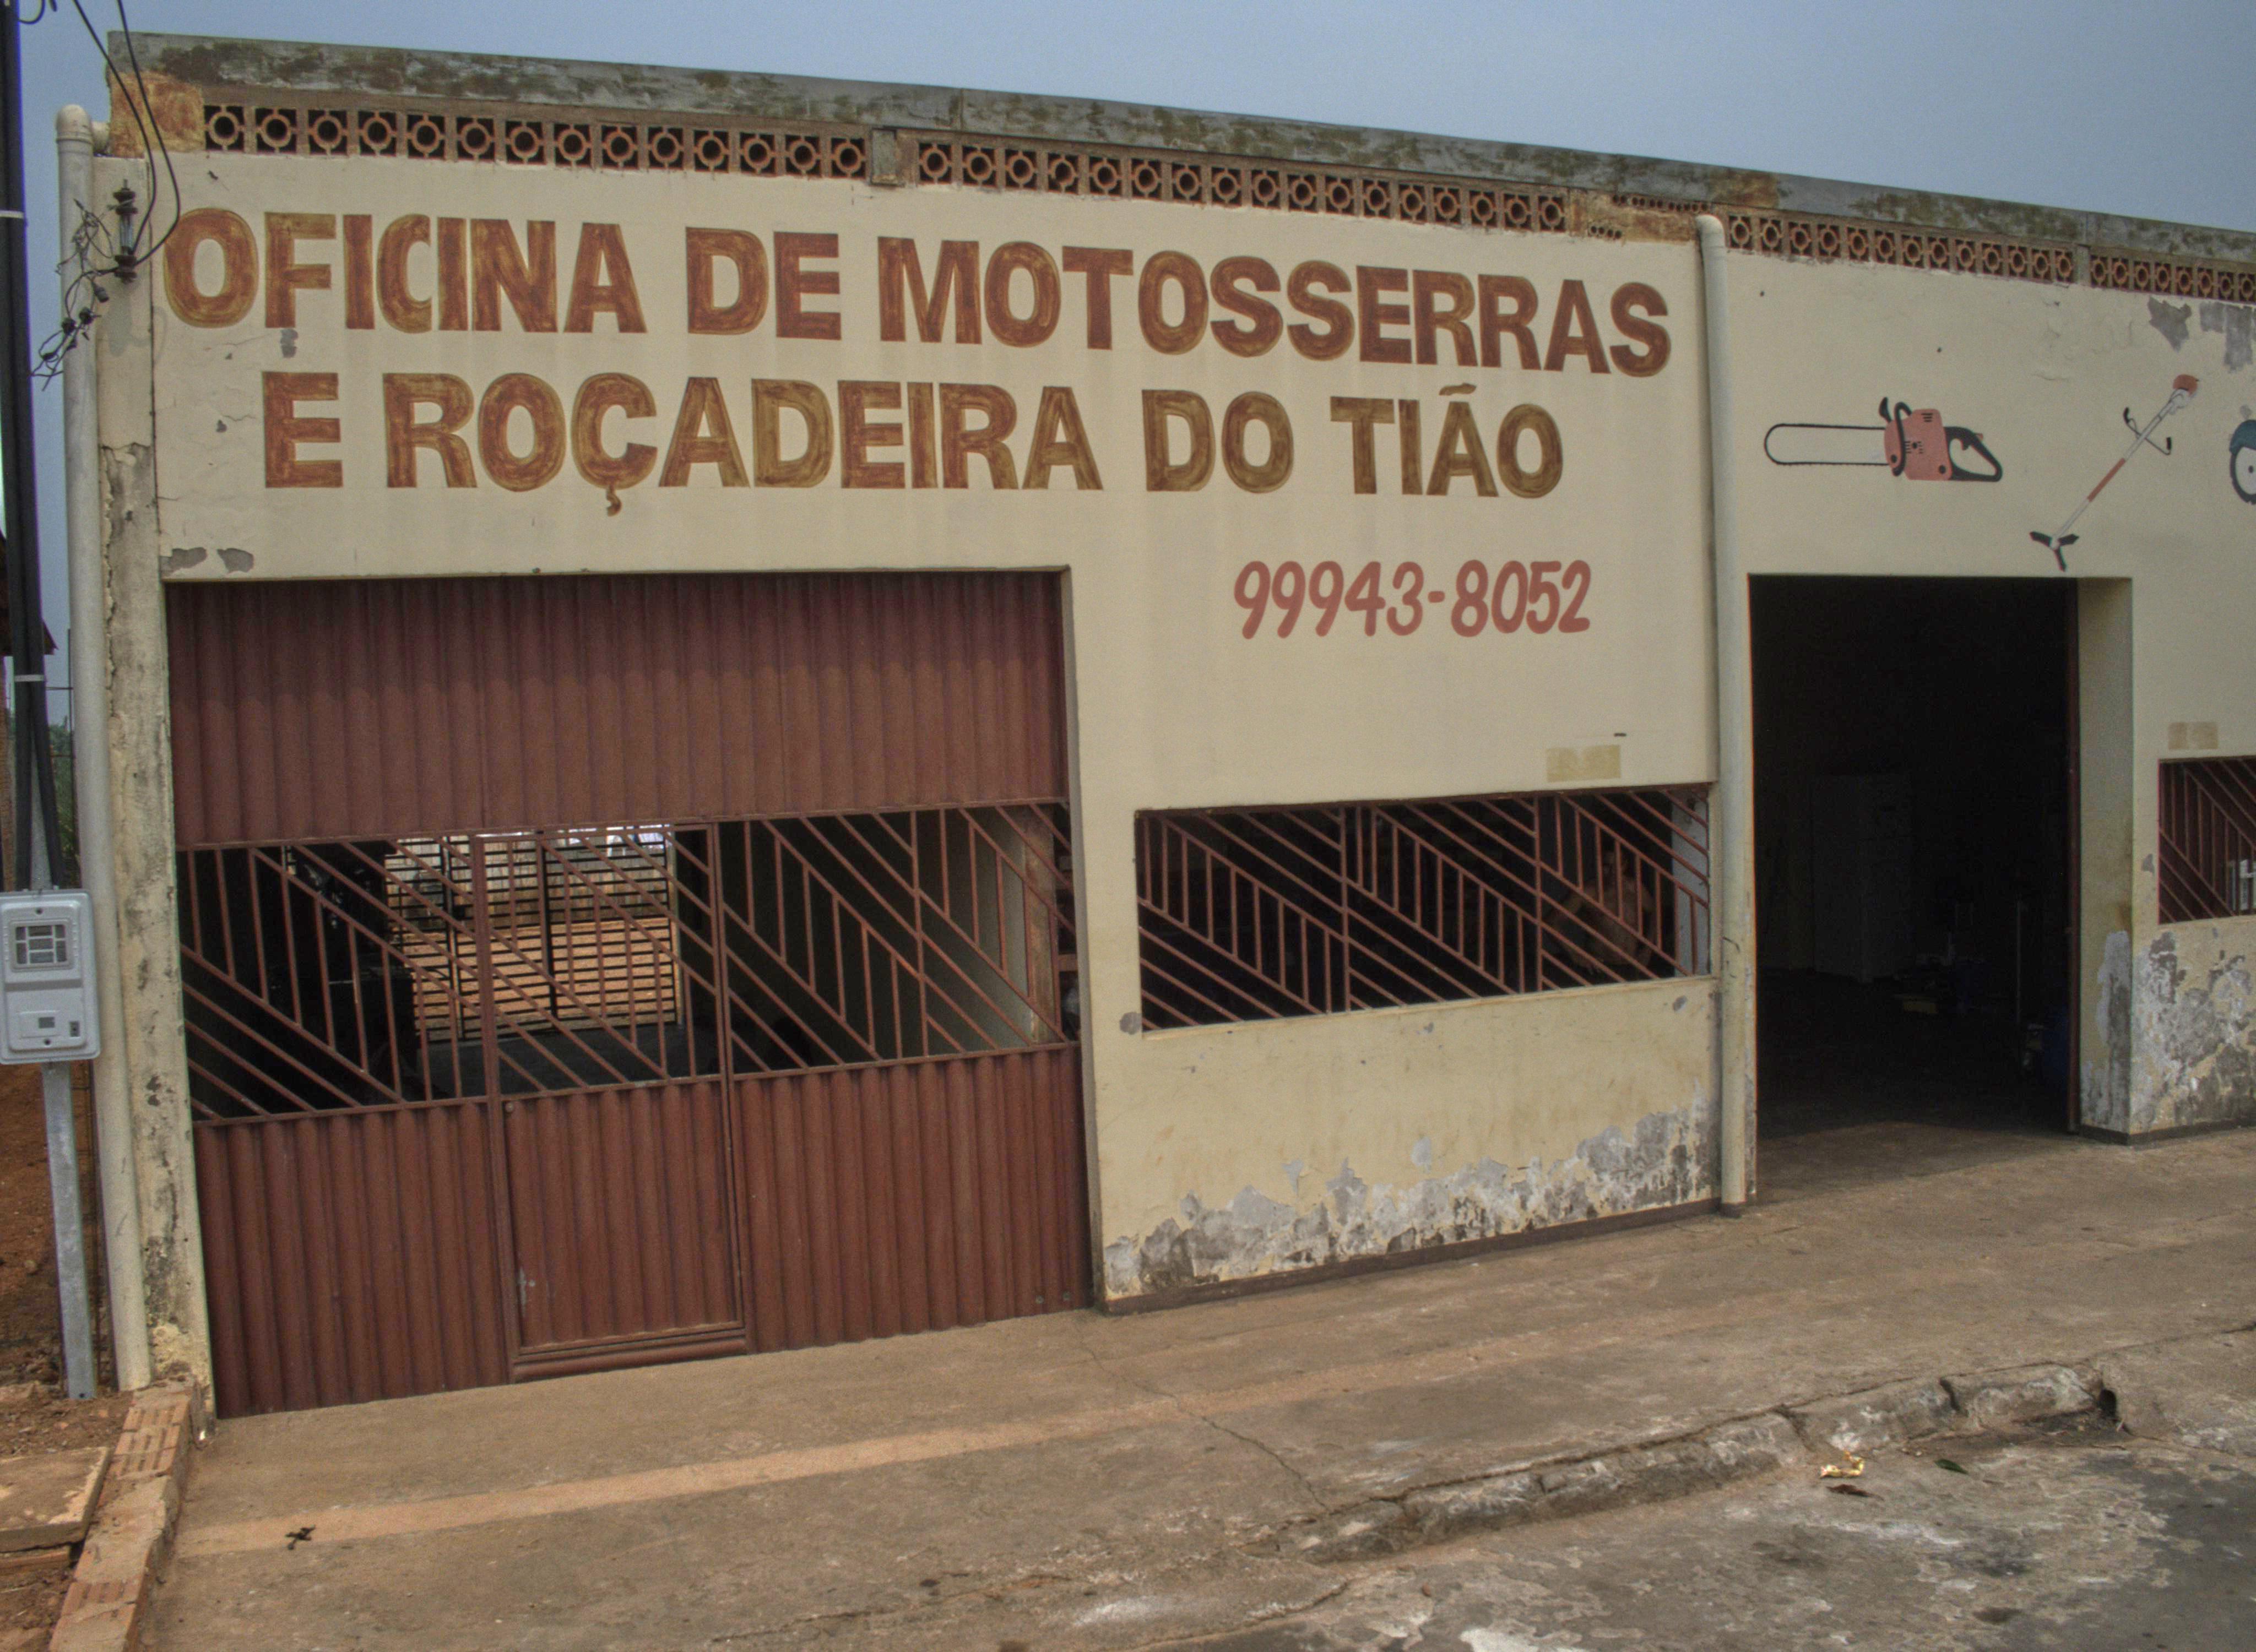 OFICINA DE MOTOSSERRAS
E ROÇADEIRA DO TIÃO
99943-8052